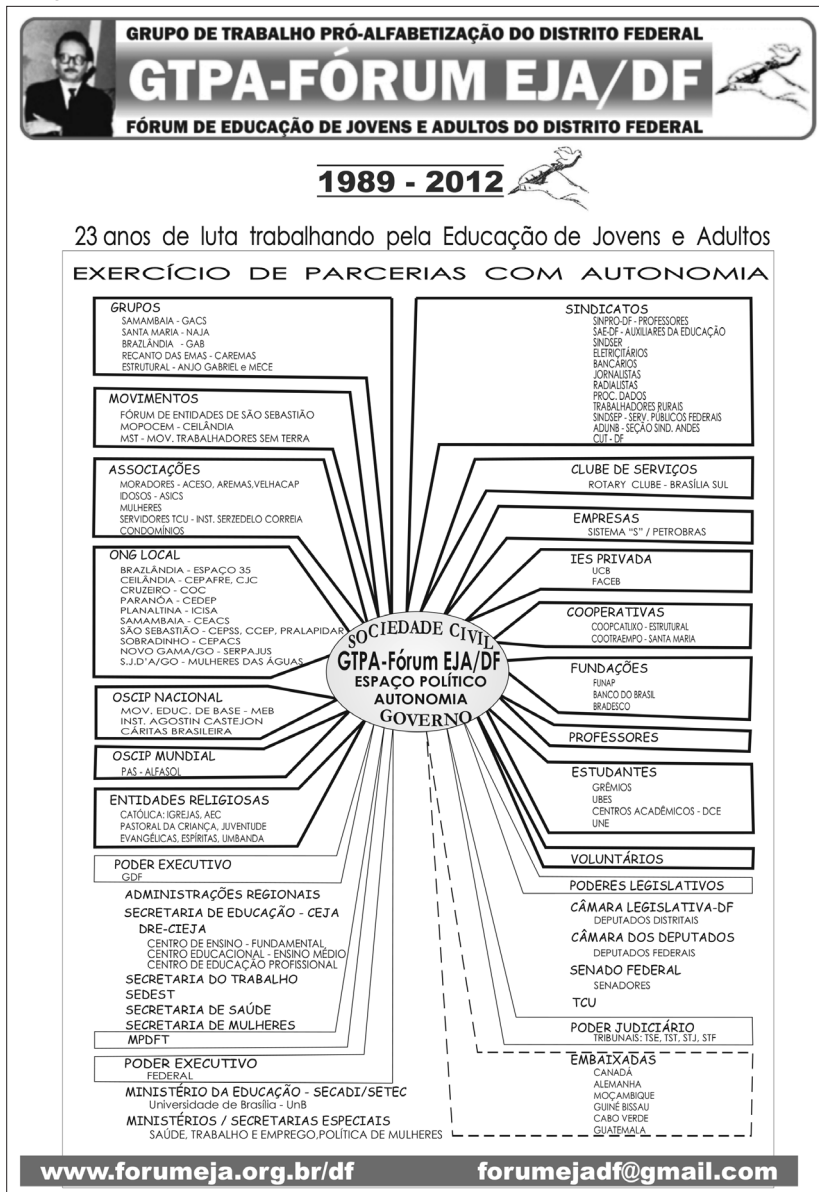 GRUPO DE TRABALHO PRÓ-ALFABETIZAÇÃO DO DISTRITO FEDERAL
GTPA-FÓRUM EJA/DF
FÓRUM DE EDUCAÇÃO DE JOVENS E ADULTOS DO DISTRITO FEDERAL
1989 - 2012
23 anos de luta trabalhando pela Educação de Jovens e Adultos
EXERCÍCIO DE PARCERIAS COM AUTONOMIA
GRUPOS
SAMAMBAIA - GACS
SANTA MARIA - NAJA
BRAZLÂNDIA - GAB
RECANTO DAS EMAS - CAREMAS
ESTRUTURAL - ANJO GABRIEL e MECE
MOVIMENTOS
FÓRUM DE ENTIDADES DE SÃO SEBASTIÃO
MOPOCEM - CEILÂNDIA
MST - MOV. TRABALHADORES SEM TERRA
ASSOCIAÇÕES
MORADORES - ACESO, AREMAS,VELHACAP
IDOSOS - ASICS
MULHERES
SERVIDORES TCU - INST. SERZEDELO CORREIA
CONDOMÍNIOS
ONG LOCAL
BRAZLÂNDIA - ESPAÇO 35
CEILÂNDIA - CEPAFRE, CJC
CRUZEIRO - COC
PARANÓA - CEDEP
PLANALTINA - ICISA
SAMAMBAIA - CEACS
SÃO SEBASTIÃO - CEPSS, CCEP, PRALAPIDAR
SOBRADINHO - CEPACS
NOVO GAMA/GO - SERPAJUS
S.J.D'A/GO - MULHERES DAS ÁGUAS
OSCIP NACIONAL
MOV. EDUC. DE BASE - MEB
INST. AGOSTIN CASTEJON
CÁRITAS BRASILEIRA
OSCIP MUNDIAL
PAS - ALFASOL
ENTIDADES RELIGIOSAS
CATÓLICA: IGREJAS, AEC
PASTORAL DA CRIANÇA, JUVENTUDE
EVANGÉLICAS, ESPÍRITAS, UMBANDA
PODER EXECUTIVO
GDF
ADMINISTRAÇÕES REGIONAIS
SECRETARIA DE EDUCAÇÃO - CEJA
DRE-CIEJA
CENTRO DE ENSINO - FUNDAMENTAL
CENTRO EDUCACIONAL - ENSINO MÉDIO
CENTRO DE EDUCAÇÃO PROFISSIONAL
SECRETARIA DO TRABALHO
SEDEST
SECRETARIA DE SAÚDE
SECRETARIA DE MULHERES
MPDFT
PODER EXECUTIVO
FEDERAL
MINISTÉRIO DA EDUCAÇÃO - SECADI/SETEC
Universidade de Brasília - UnB
MINISTÉRIOS / SECRETARIAS ESPECIAIS
SAÚDE, TRABALHO E EMPREGO,POLÍTICA DE MULHERES
SOCIEDADE CIVIL
GTPA-Fórum EJA/DF
ESPAÇO POLÍTICO
AUTONOMIA
GOVERNO
SINDICATOS
SINPRO-DF - PROFESSORES
SAE-DF - AUXILIARES DA EDUCAÇÃO
SINDSER
ELETRICITÁRIOS
BANCÁRIOS
JORNALISTAS
RADIALISTAS
PROC. DADOS
TRABALHADORES RURAIS
SINDSEP - SERV. PÚBLICOS FEDERAIS
ADUNB - SEÇÃO SIND. ANDES
CUT - DF
CLUBE DE SERVIÇOS
ROTARY CLUBE - BRASÍLIA SUL
EMPRESAS
SISTEMA "S" / PETROBRAS
IES PRIVADA
UCB
FACEB
COOPERATIVAS
COOPCATLIXO - ESTRUTURAL
COOTRAEMPO - SANTA MARIA
FUNDAÇÕES
FUNAP
BANCO DO BRASIL
BRADESCO
PROFESSORES
ESTUDANTES
GRÊMIOS
UBES
CENTROS ACADÊMICOS - DCE
UNE
VOLUNTÁRIOS
PODERES LEGISLATIVOS
CÂMARA LEGISLATIVA-DF
DEPUTADOS DISTRITAIS
CÂMARA DOS DEPUTADOS
DEPUTADOS FEDERAIS
SENADO FEDERAL
SENADORES
TCU
PODER JUDICIÁRIO
TRIBUNAIS: TSE, TST, STJ, STF
EMBAIXADAS
CANADÁ
ALEMANHA
MOÇAMBIQUE
GUINÉ BISSAU
CABO VERDE
GUATEMALA
www.forumeja.org.br/df
forumejadf@gmail.com